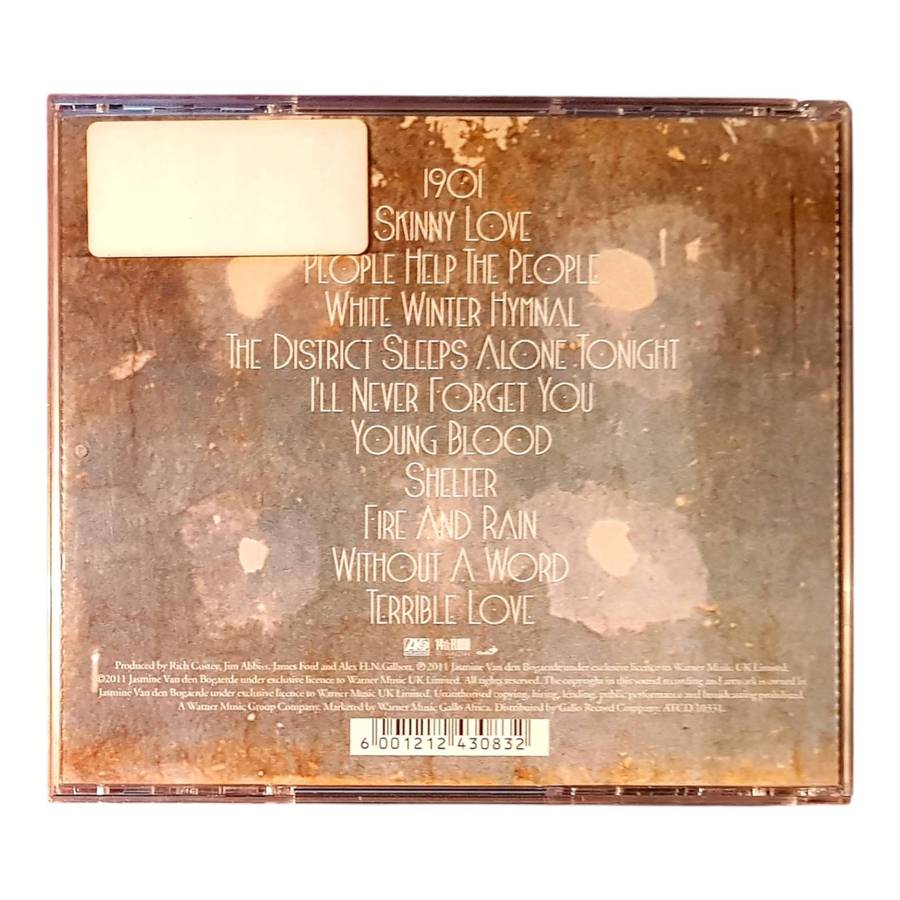 1901
SKINNY LOVE
PEOPLE HELP THE PEOPLE
WHITE WINTER HYMNAL
THE DISTRICT SLEEPS ALONE TONIGHT
I'LL NEVER FORGET YOU
YOUNG BLOOD
SHELTER
FIRE AND RAIN
WITHOUT A WORD
TERRIBLE LOVE
14th
Produced by Rich Costey, Jim Abbiss, James Ford and Alex H.N.Gilbert. ℗2011 Jasmine Van den Bogaerde under exclusive licence to Warner Music UK Limited.
©2011 Jasmine Van den Bogaerde under exclusive licence to Warner Music UK Limited. All rights reserved. The copyright in this sound recording and artwork is owned by
Jasmine Van den Bogaerde under exclusive licence to Warner Music UK Limited. Unauthorised copying, hiring, lending, public performance and broadcasting prohibited.
A Warner Music Group Company. Marketed by Warner Music Gallo Africa. Distributed by Gallo Record Company. ATCD 10331.
6 001212 430832